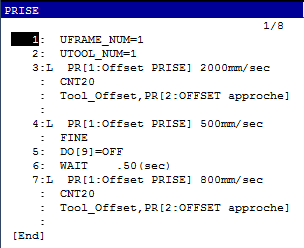 PRISE
1/8
1: UFRAME_NUM=1
2: UTOOL_NUM=1
3:L PR[1:Offset PRISE] 2000mm/sec
: CNT20
: Tool_Offset,PR[2:OFFSET approche]
:
4:L PR[1:Offset PRISE] 500mm/sec
: FINE
5: DO[9]=OFF
6: WAIT .50(sec)
7:L PR[1:Offset PRISE] 800mm/sec
: CNT20
: Tool_Offset,PR[2:OFFSET approche]
:
[End]